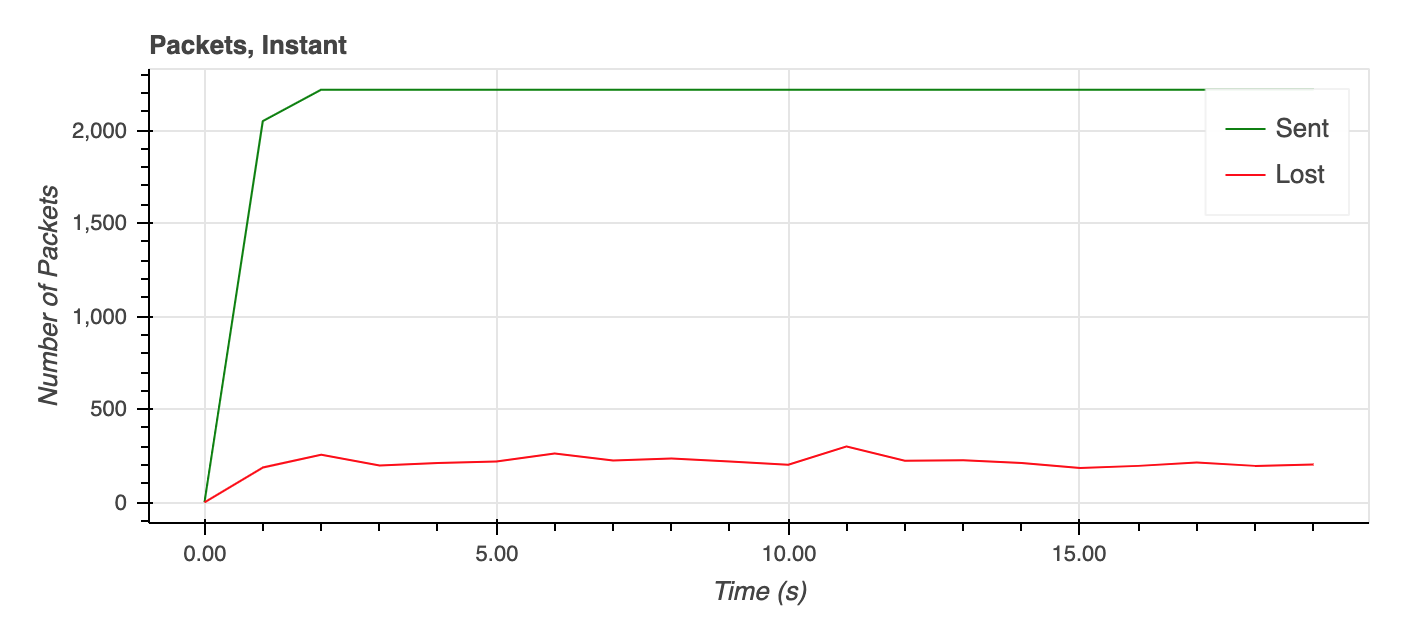 Packets, Instant
Number of Packets
2,000
1,500
1,000
500
0
Sent
Lost
0.00 5.00 10.00 15.00
Time (s)